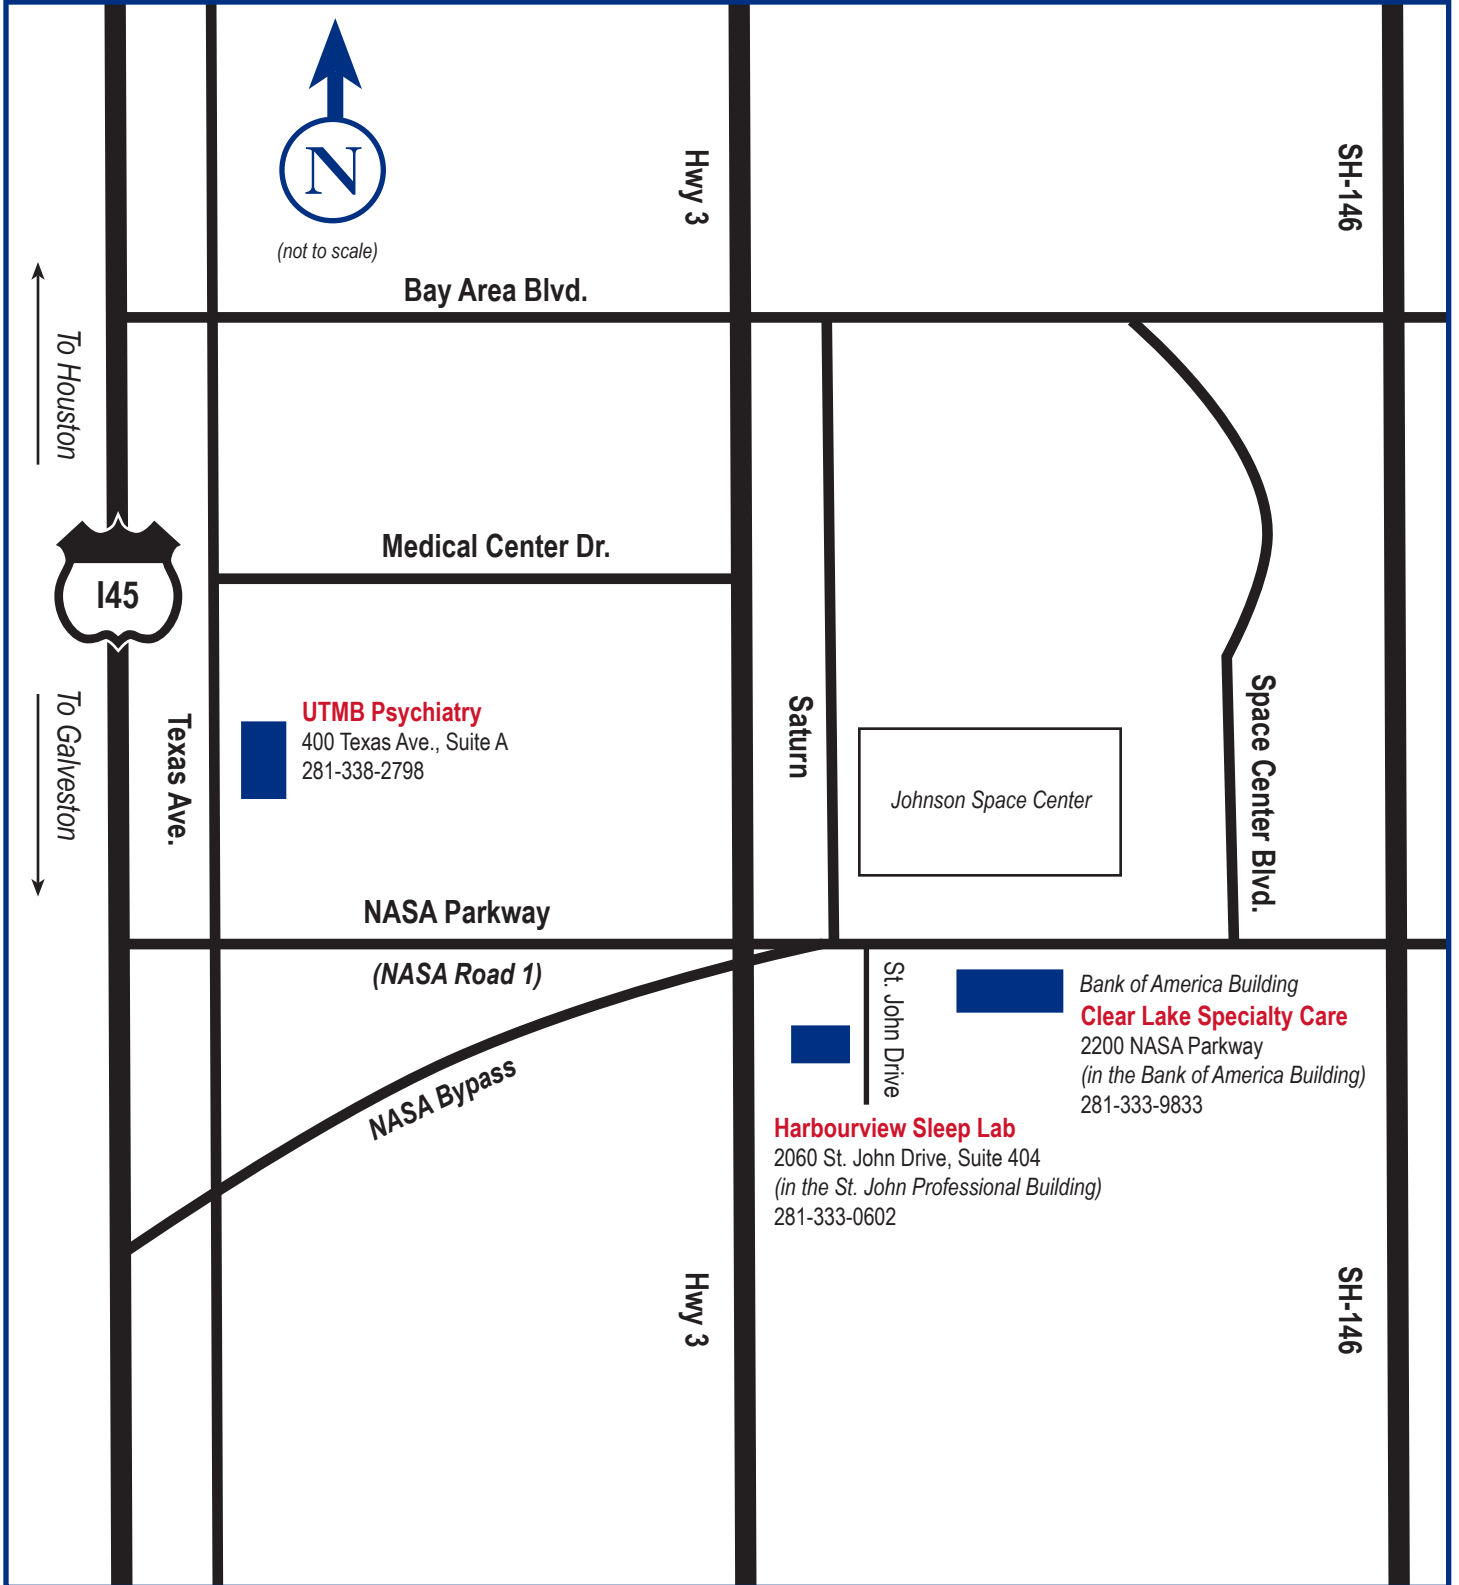 N
(not to scale)
Hwy 3
SH-146
Bay Area Blvd.
To Houston
Medical Center Dr.
I45
To Galveston
Texas Ave.
UTMB Psychiatry
400 Texas Ave., Suite A
281-338-2798
Saturn
Johnson Space Center
Space Center Blvd.
NASA Parkway
(NASA Road 1)
NASA Bypass
St. John Drive
Bank of America Building
Clear Lake Specialty Care
2200 NASA Parkway
(in the Bank of America Building)
281-333-9833
Harbourview Sleep Lab
2060 St. John Drive, Suite 404
(in the St. John Professional Building)
281-333-0602
Hwy 3
SH-146